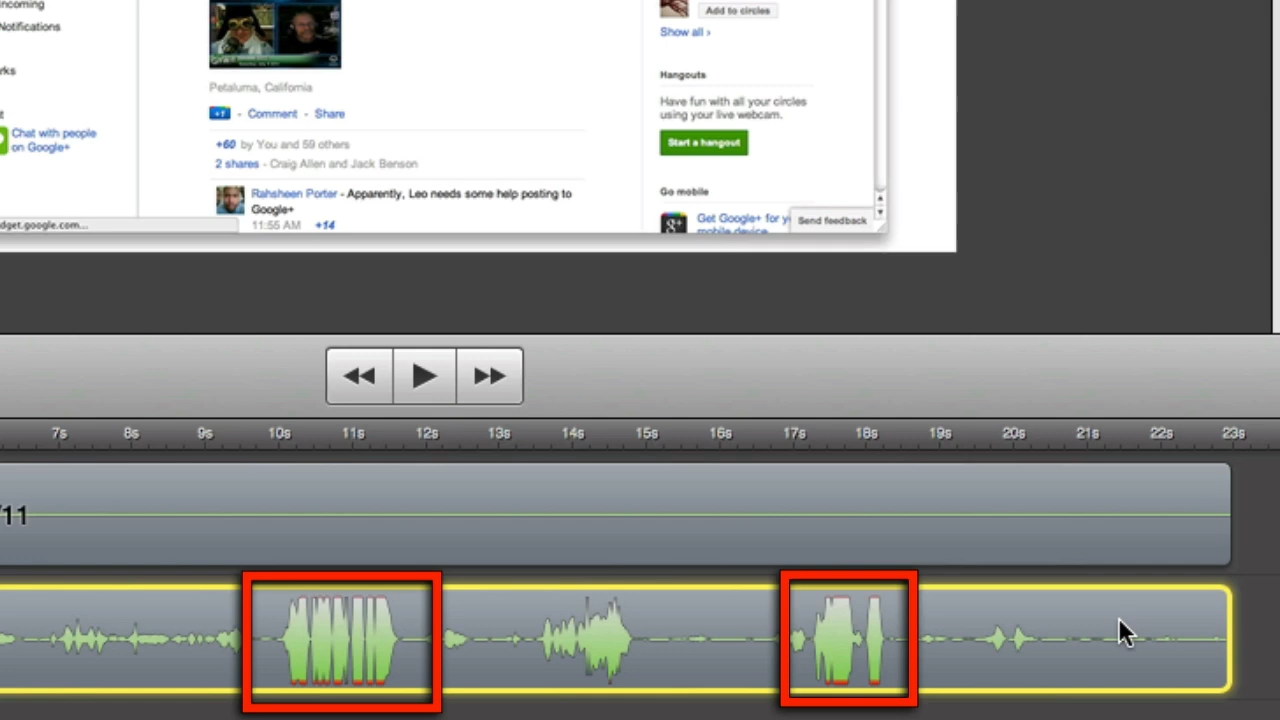 ncoming
Notifications
rks
t
Chat with people
on Google+
dget.google.com...
Petaluma, California
+1 - Comment - Share
+60 by You and 59 others
2 shares - Craig Allen and Jack Benson
Rahsheen Porter - Apparently, Leo needs some help posting to
Google+
11:55 AM +14
Add to circles
Show all ›
Hangouts
Have fun with all your circles
using your live webcam.
Start a hangout
Go mobile
g+ Get Google+ for y
mobile device.
Send feedback
7s 8s 9s 10s 11s 12s 13s 14s 15s 16s 17s 18s 19s 20s 21s 22s 23s
/11